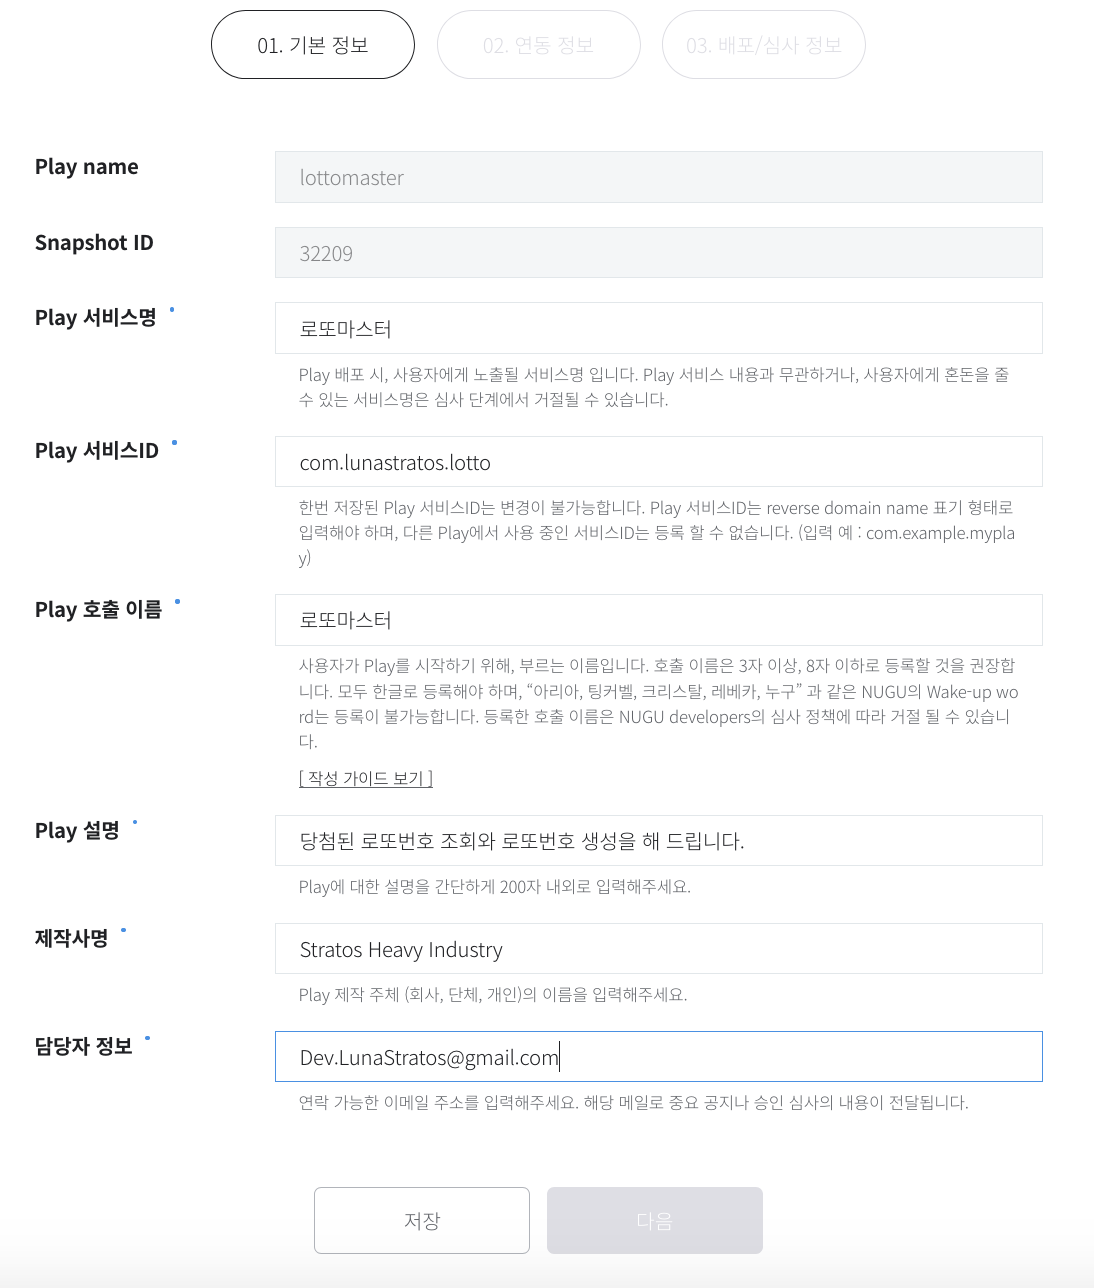 01. 기본 정보
02. 연동 정보
03. 배포/심사 정보
Play name
lottomaster
Snapshot ID
32209
Play 서비스명
로또마스터
Play 배포 시, 사용자에게 노출될 서비스명 입니다. Play 서비스 내용과 무관하거나, 사용자에게 혼돈을 줄
수 있는 서비스명은 심사 단계에서 거절될 수 있습니다.
Play 서비스ID
com.lunastratos.lotto
한번 저장된 Play 서비스ID는 변경이 불가능합니다. Play 서비스ID는 reverse domain name 표기 형태로
입력해야 하며, 다른 Play에서 사용 중인 서비스ID는 등록 할 수 없습니다. (입력 예 : com.example.mypla
y)
Play 호출 이름
로또마스터
사용자가 Play를 시작하기 위해, 부르는 이름입니다. 호출 이름은 3자 이상, 8자 이하로 등록할 것을 권장합
니다. 모두 한글로 등록해야 하며, “아리아, 팅커벨, 크리스탈, 레베카, 누구” 과 같은 NUGU의 Wake-up wo
rd는 등록이 불가능합니다. 등록한 호출 이름은 NUGU developers의 심사 정책에 따라 거절 될 수 있습니
다.
[ 작성 가이드 보기 ]
Play 설명
당첨된 로또번호 조회와 로또번호 생성을 해 드립니다.
Play에 대한 설명을 간단하게 200자 내외로 입력해주세요.
제작사명
Stratos Heavy Industry
Play 제작 주체 (회사, 단체, 개인)의 이름을 입력해주세요.
담당자 정보
Dev.LunaStratos@gmail.com
연락 가능한 이메일 주소를 입력해주세요. 해당 메일로 중요 공지나 승인 심사의 내용이 전달됩니다.
저장
다음